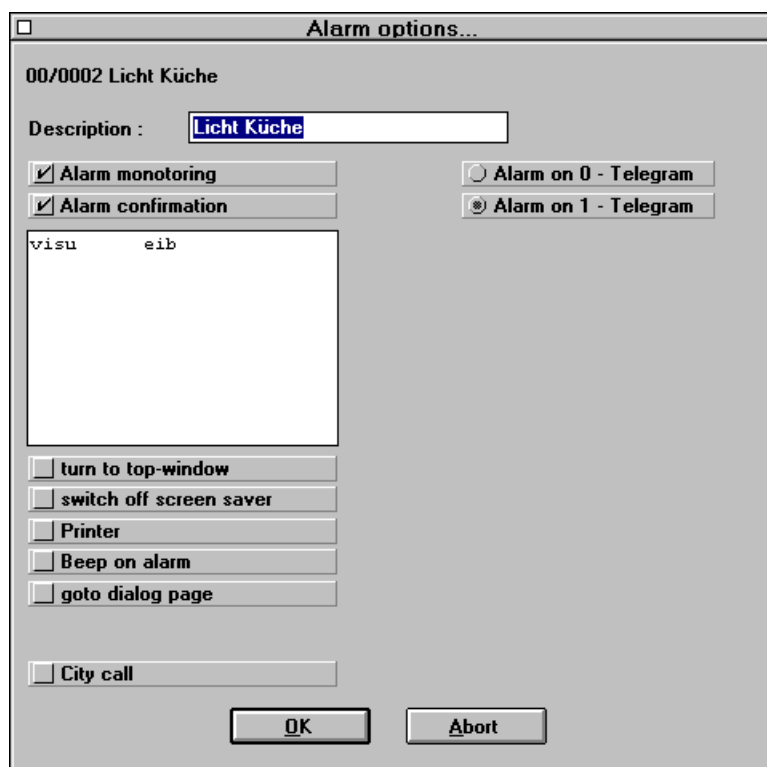 Alarm options...
00/0002 Licht Küche
Description : Licht Küche
Alarm monotoring
Alarm on 0 - Telegram
Alarm confirmation
Alarm on 1 - Telegram
visu eib
turn to top-window
switch off screen saver
Printer
Beep on alarm
goto dialog page
City call
OK Abort